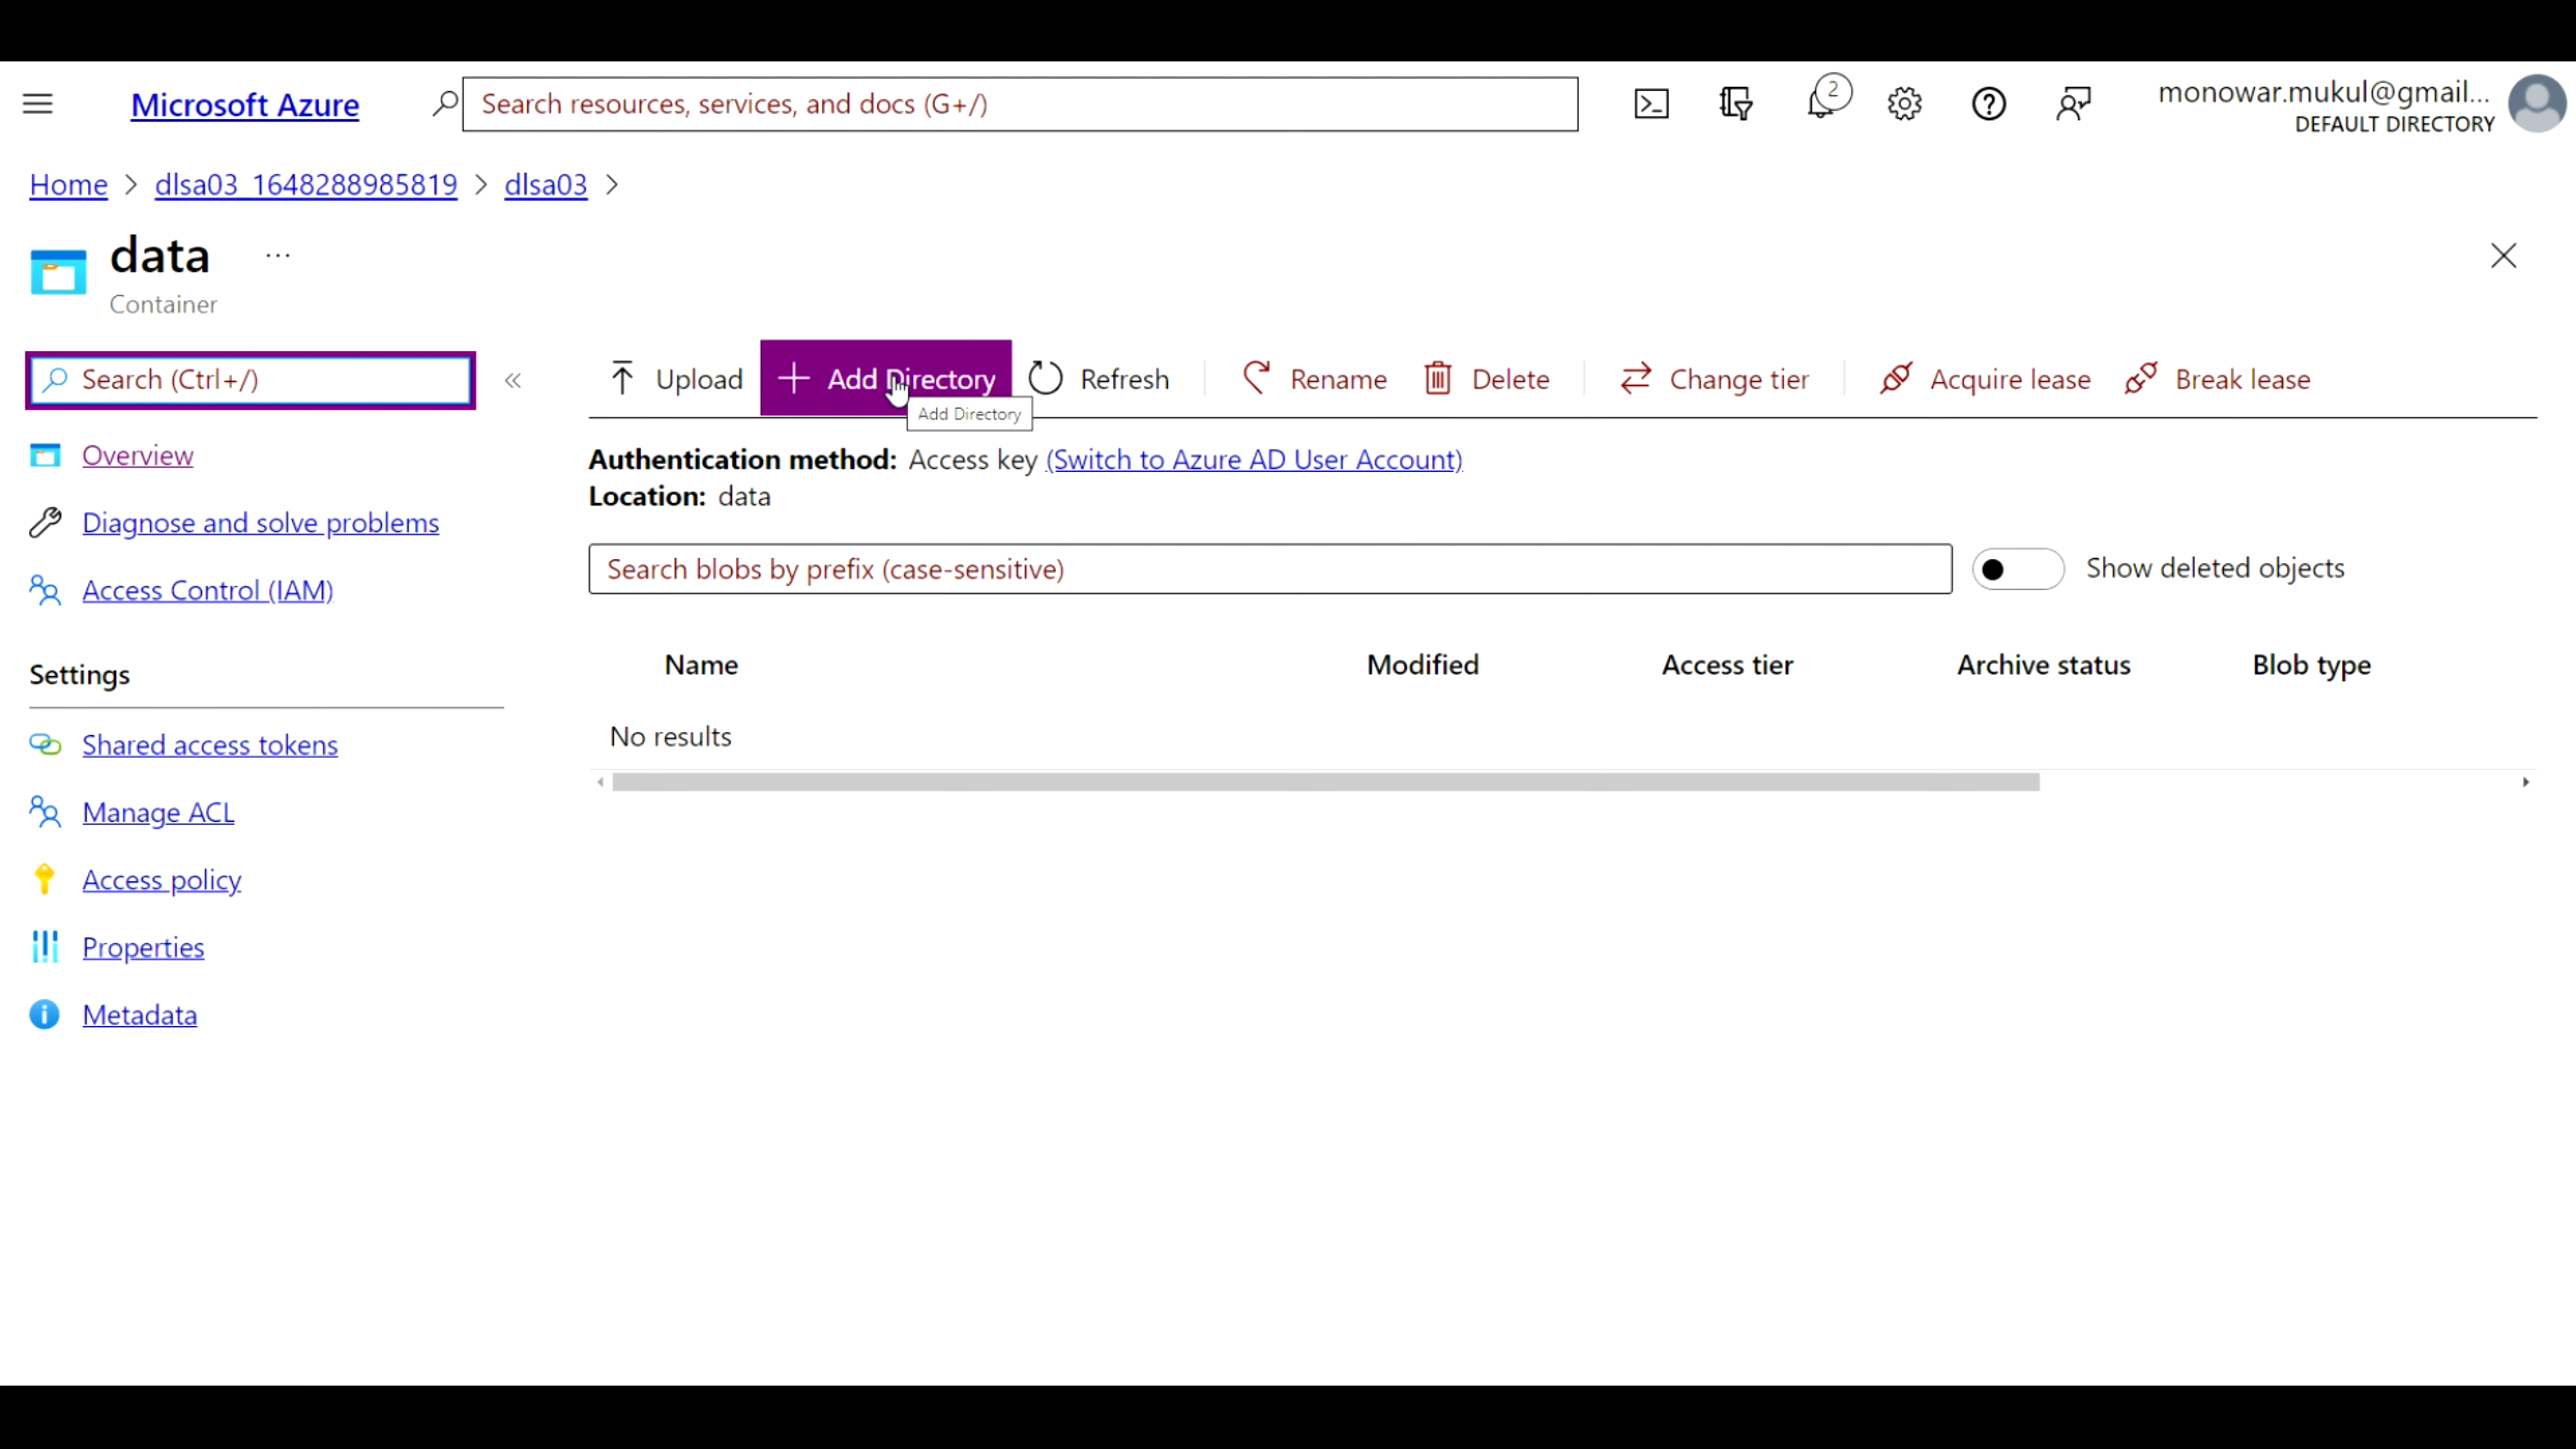 Microsoft Azure
Search resources, services, and docs (G+/)
2
monowar.mukul@gmail...
DEFAULT DIRECTORY
Home > dlsa03_1648288985819 > dlsa03 >
data ...
Container
Search (Ctrl+/)
«
Upload
Add Directory
Refresh
Rename
Delete
Change tier
Acquire lease
Break lease
Add Directory
Overview
Diagnose and solve problems
Access Control (IAM)
Settings
Shared access tokens
Manage ACL
Access policy
Properties
Metadata
Authentication method: Access key (Switch to Azure AD User Account)
Location: data
Search blobs by prefix (case-sensitive)
Show deleted objects
Name Modified Access tier Archive status Blob type
No results